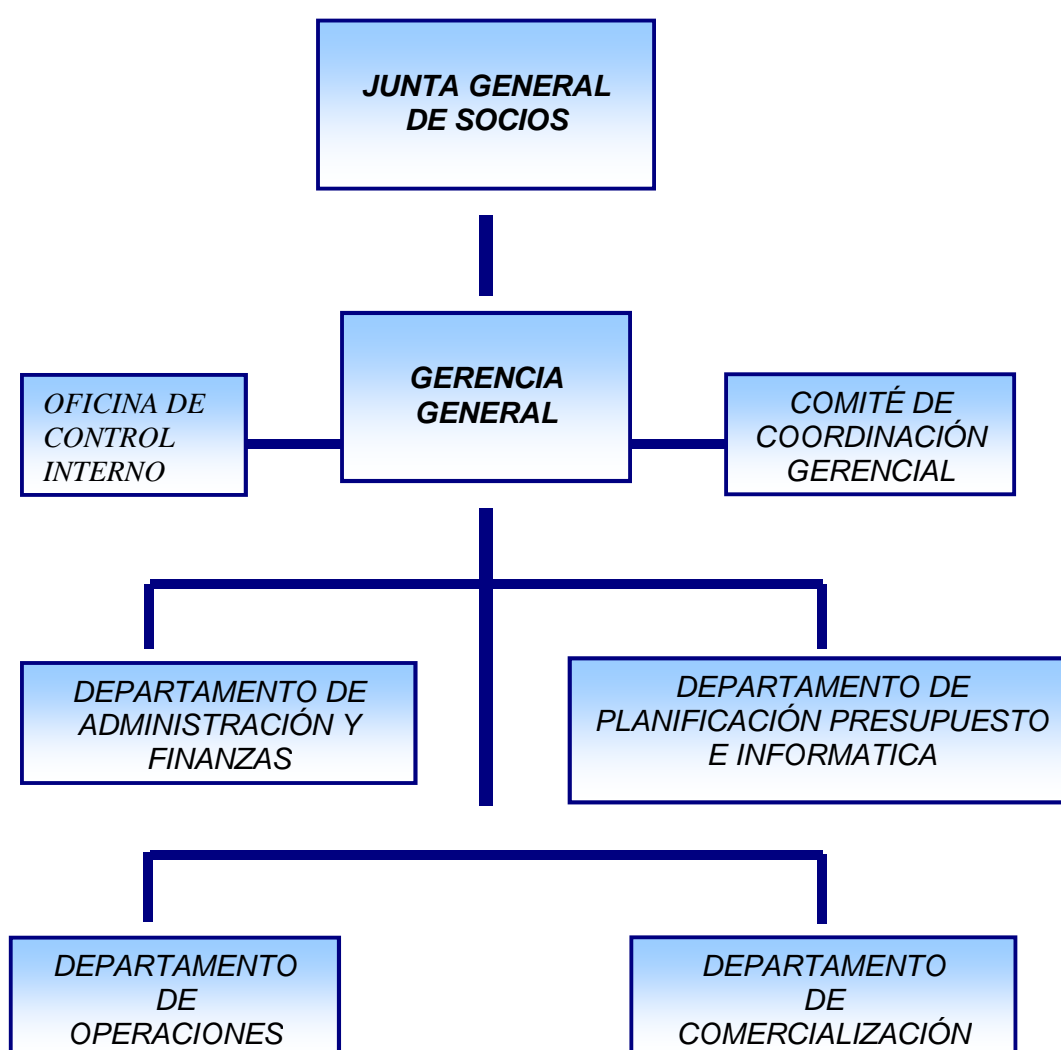 JUNTA GENERAL
DE SOCIOS
GERENCIA
GENERAL
OFICINA DE
CONTROL
INTERNO
COMITÉ DE
COORDINACIÓN
GERENCIAL
DEPARTAMENTO DE
ADMINISTRACIÓN Y
FINANZAS
DEPARTAMENTO DE
PLANIFICACIÓN PRESUPUESTO
E INFORMATICA
DEPARTAMENTO
DE
OPERACIONES
DEPARTAMENTO
DE
COMERCIALIZACIÓN